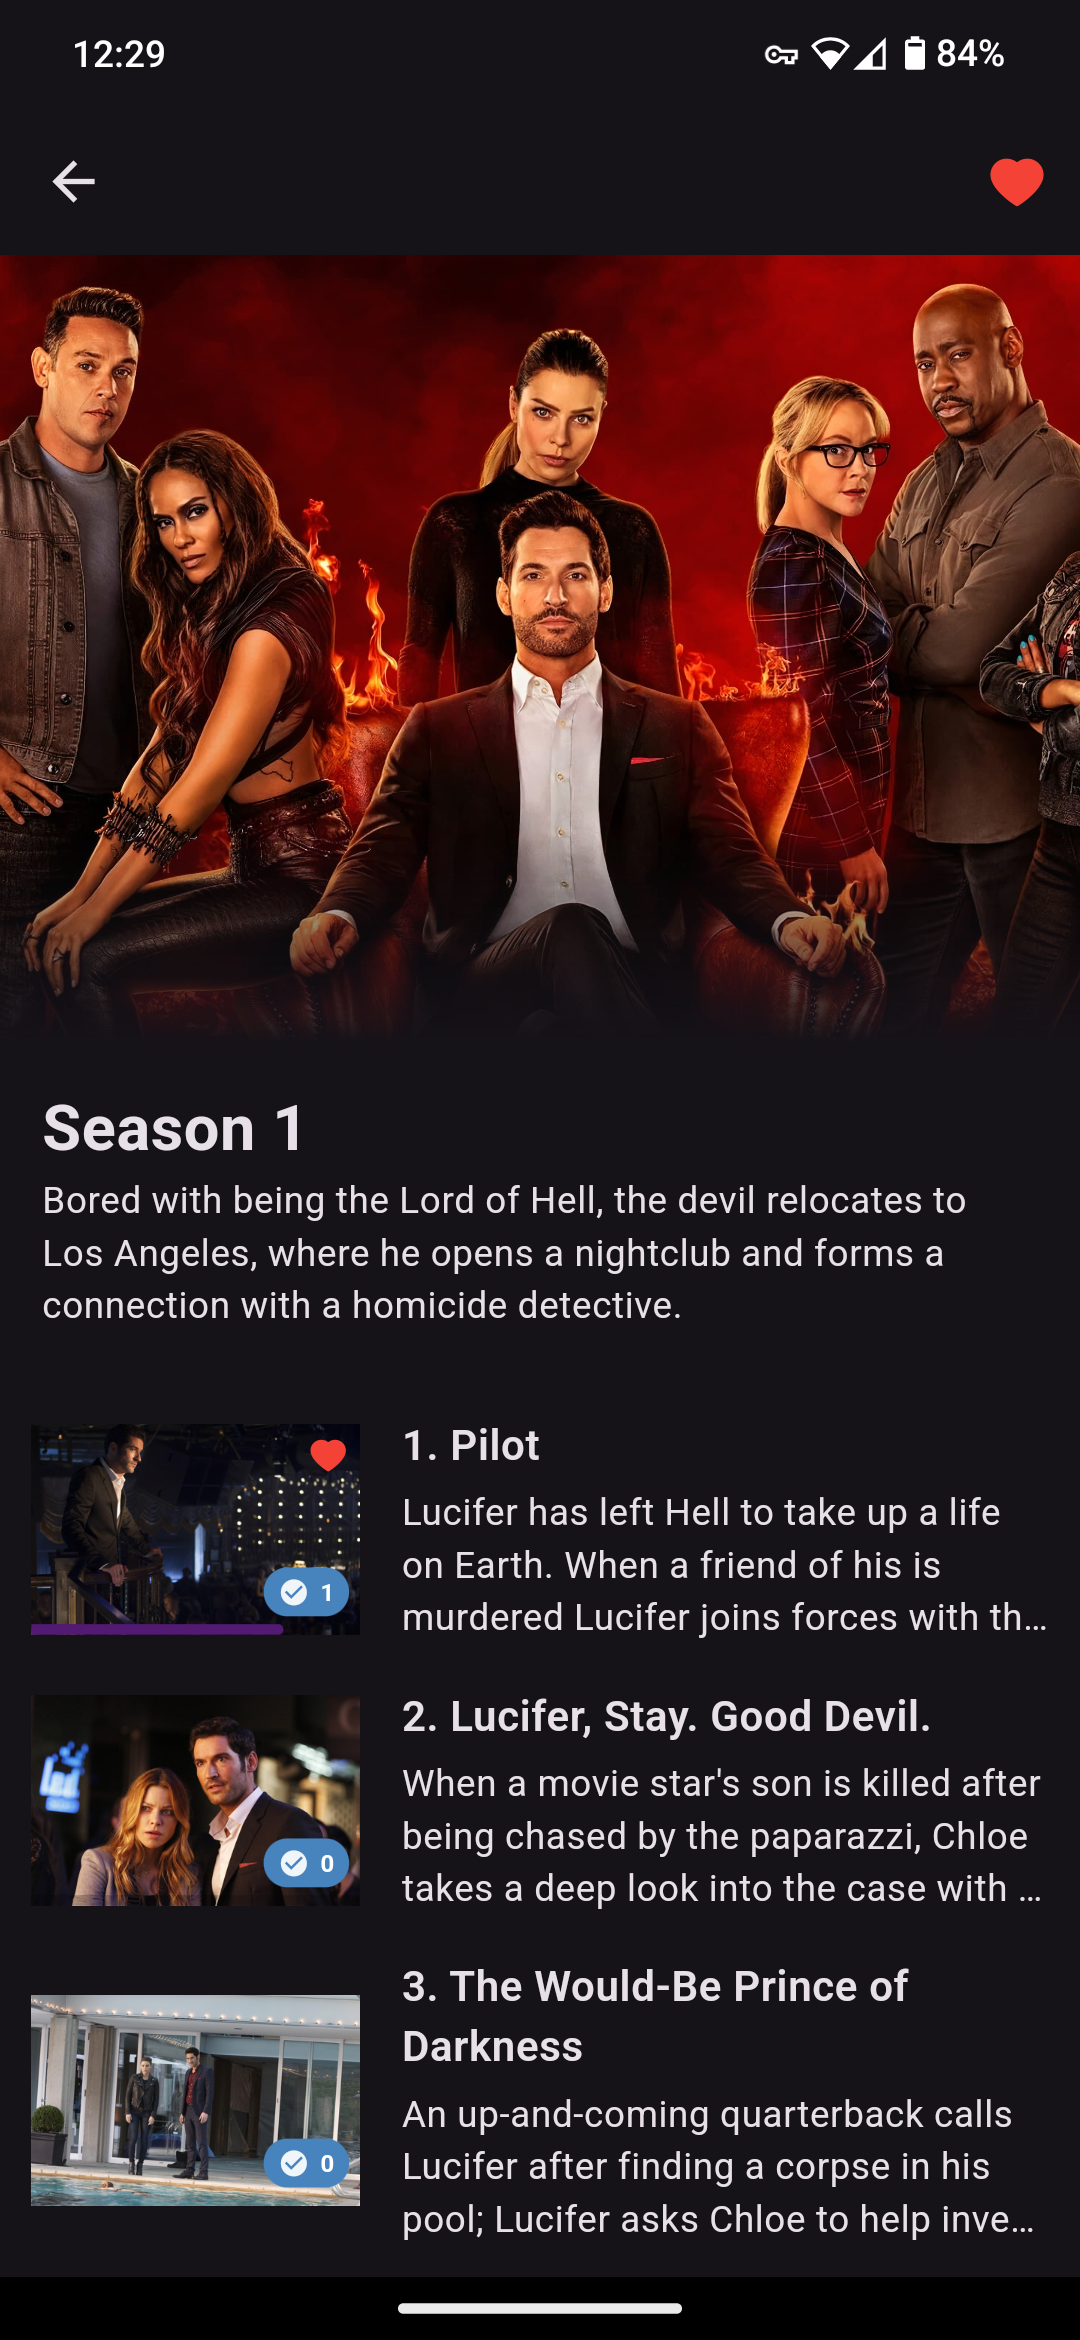 12:29
84%
Season 1
Bored with being the Lord of Hell, the devil relocates to
Los Angeles, where he opens a nightclub and forms a
connection with a homicide detective.
1
1. Pilot
Lucifer has left Hell to take up a life
on Earth. When a friend of his is
murdered Lucifer joins forces with th...
0
2. Lucifer, Stay. Good Devil.
When a movie star's son is killed after
being chased by the paparazzi, Chloe
takes a deep look into the case with ...
0
3. The Would-Be Prince of
Darkness
An up-and-coming quarterback calls
Lucifer after finding a corpse in his
pool; Lucifer asks Chloe to help inve...